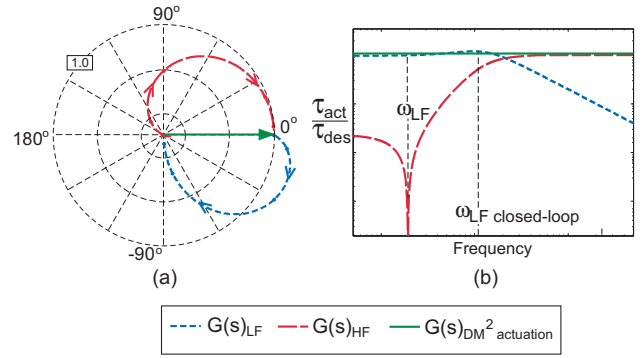 90°
1.0
180°
0°
-90°
(a)
τact
τdes
ωLF
ωLF closed-loop
Frequency
(b)
G(s)LF
G(s)HF
G(s)DM² actuation